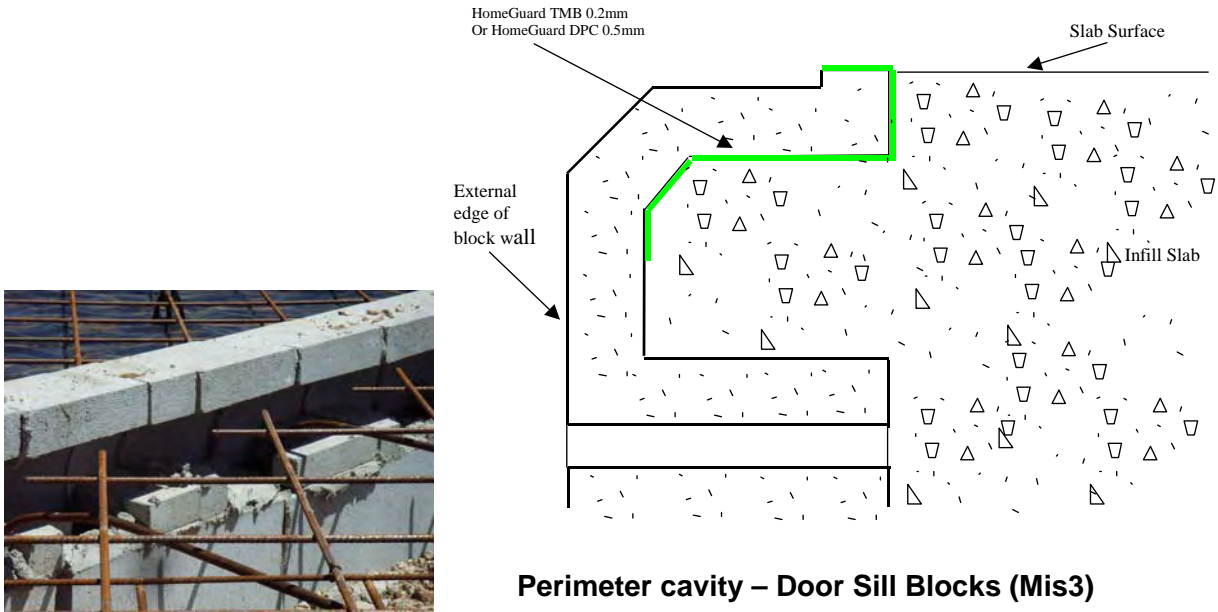 HomeGuard TMB 0.2mm
Or HomeGuard DPC 0.5mm
Slab Surface
External
edge of
block wall
Infill Slab
Perimeter cavity – Door Sill Blocks (Mis3)